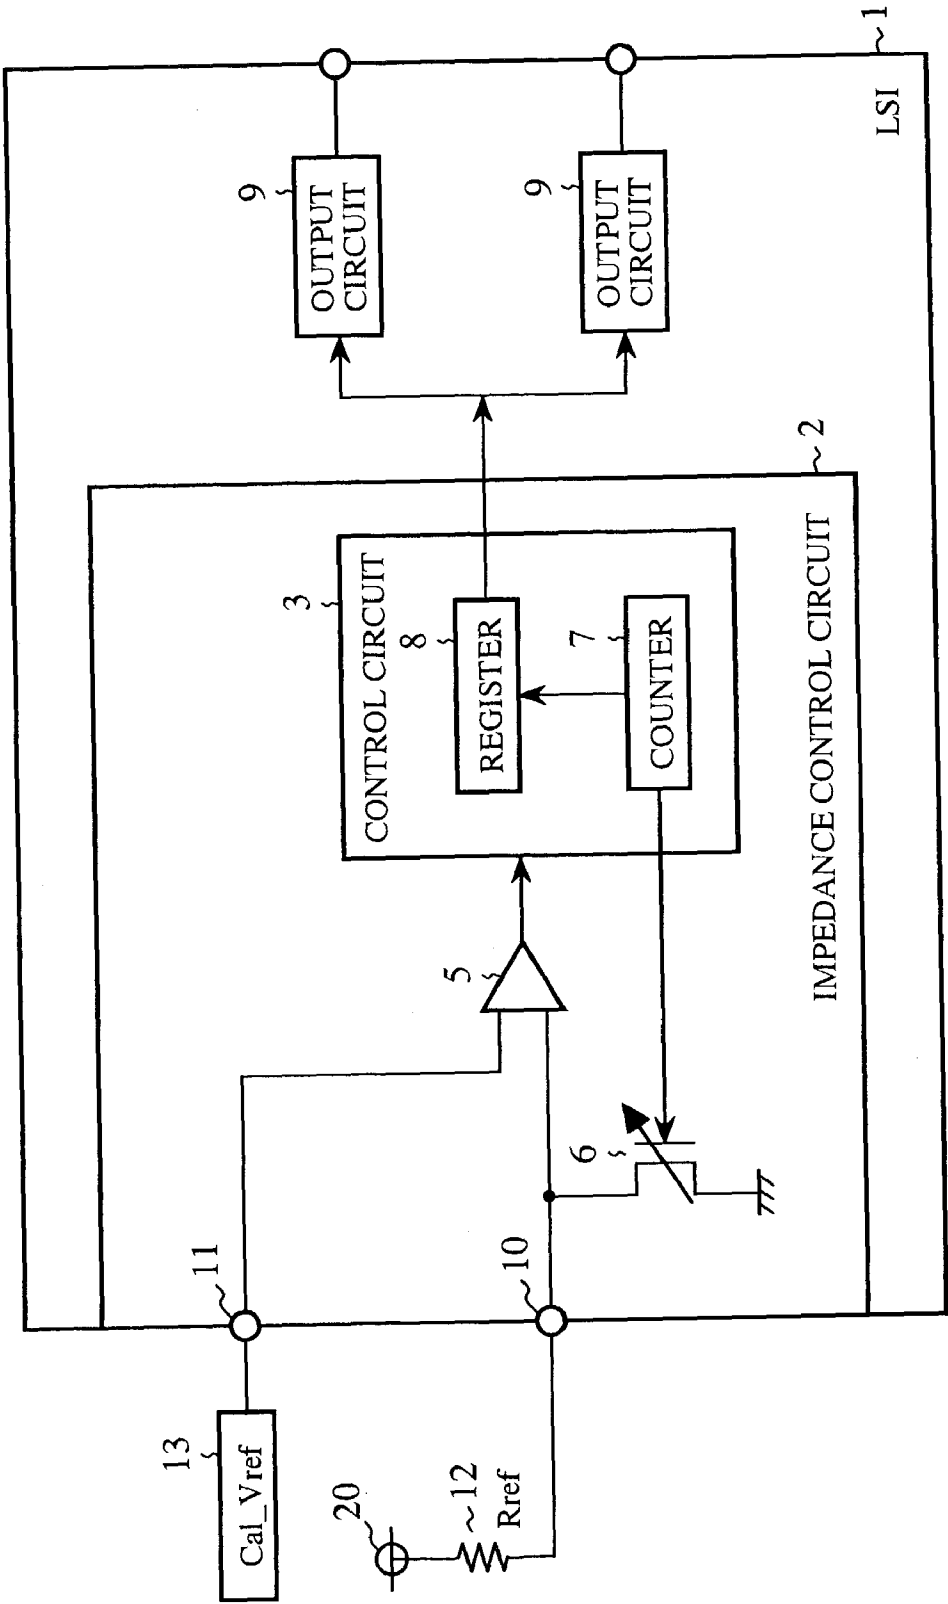 13
Cal_Vref
20
12
Rref
11
10
5
6
3
CONTROL CIRCUIT
8
REGISTER
7
COUNTER
IMPEDANCE CONTROL CIRCUIT
2
9
OUTPUT
CIRCUIT
9
OUTPUT
CIRCUIT
LSI
1